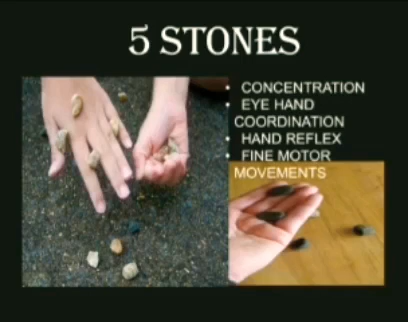 5 STONES
CONCENTRATION
EYE HAND
COORDINATION
HAND REFLEX
FINE MOTOR
MOVEMENTS